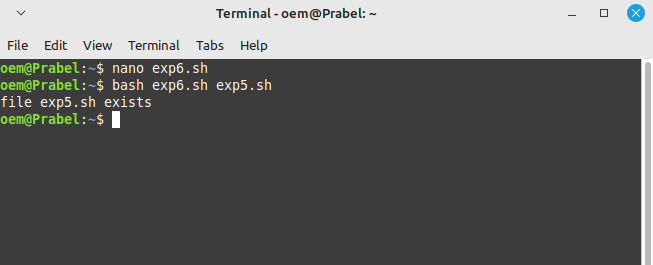 Terminal - oem@Prabel: ~
File Edit View Terminal Tabs Help
oem@Prabel:~$ nano exp6.sh
oem@Prabel:~$ bash exp6.sh exp5.sh
file exp5.sh exists
oem@Prabel:~$